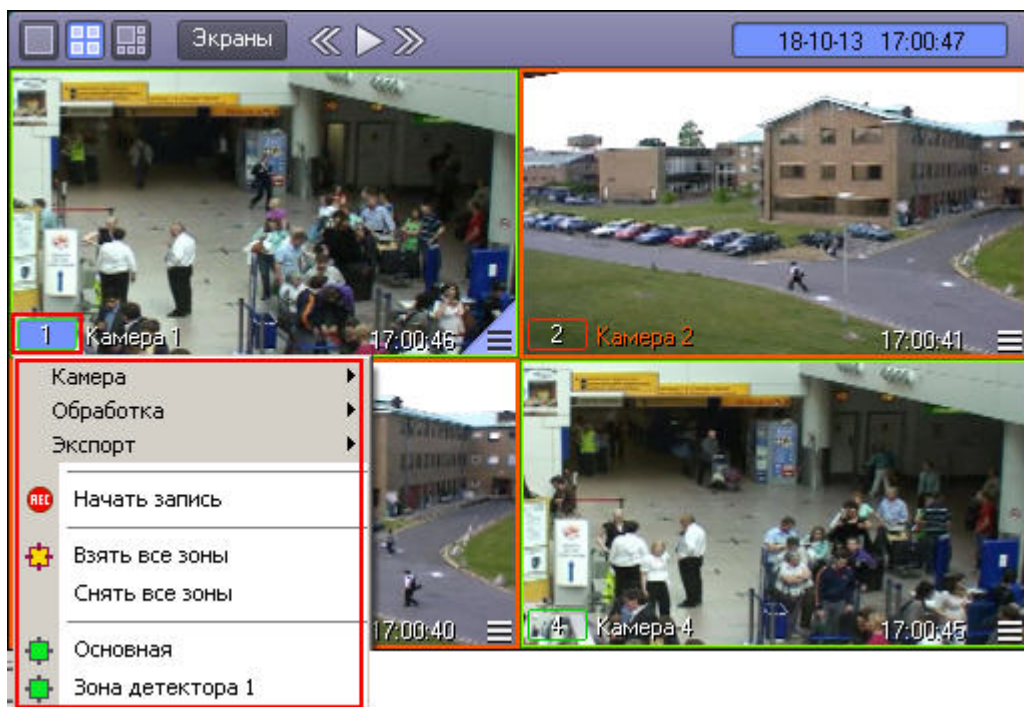 Экраны
18-10-13 17:00:47
1 Камера 1 17:00:46
2 Камера 2 17:00:41
Камера
Обработка
Экспорт
REC Начать запись
Взять все зоны
Снять все зоны
Основная
Зона детектора 1
17:00:40
4 Камера 4 17:00:45